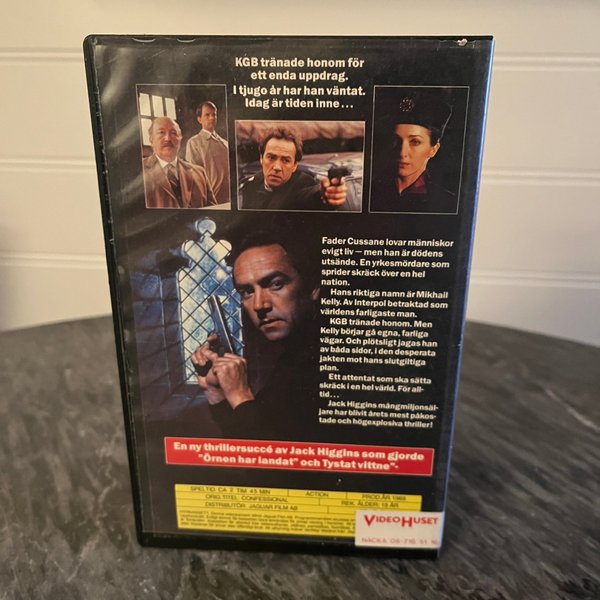 KGB tränade honom för
ett enda uppdrag.
I tjugo år har han väntat.
Idag är tiden inne...
Fader Cussane lovar människor
evigt liv — men han är dödens
utsände. En yrkesmördare som
sprider skräck över en hel
nation.
Hans riktiga namn är Mikhail
Kelly. Av Interpol betraktad som
världens farligaste man.
KGB tränade honom. Men
Kelly börjar gå egna, farliga
vägar. Och plötsligt jagas han
av båda sidor, i den desperata
jakten mot hans slutgiltiga
plan.
Ett attentat som ska sätta
skräck i en hel värld. För all-
tid...
Jack Higgins mångmiljonsäl-
jare har blivit årets mest påkos-
tade och högexplosiva thriller!
En ny thrillersuccé av Jack Higgins som gjorde
"Örnen har landat" och Tystat vittne"-
SPELTID: CA 2 TIM 45 MIN
ACTION
PROD.ÅR 1989
ORIG.TITEL: CONFESSIONAL
REK. ÅLDER: 15 ÅR
DISTRIBUTÖR: JAGUAR FILM AB
VIDEOHUSET
NACKA 08-716 51 16